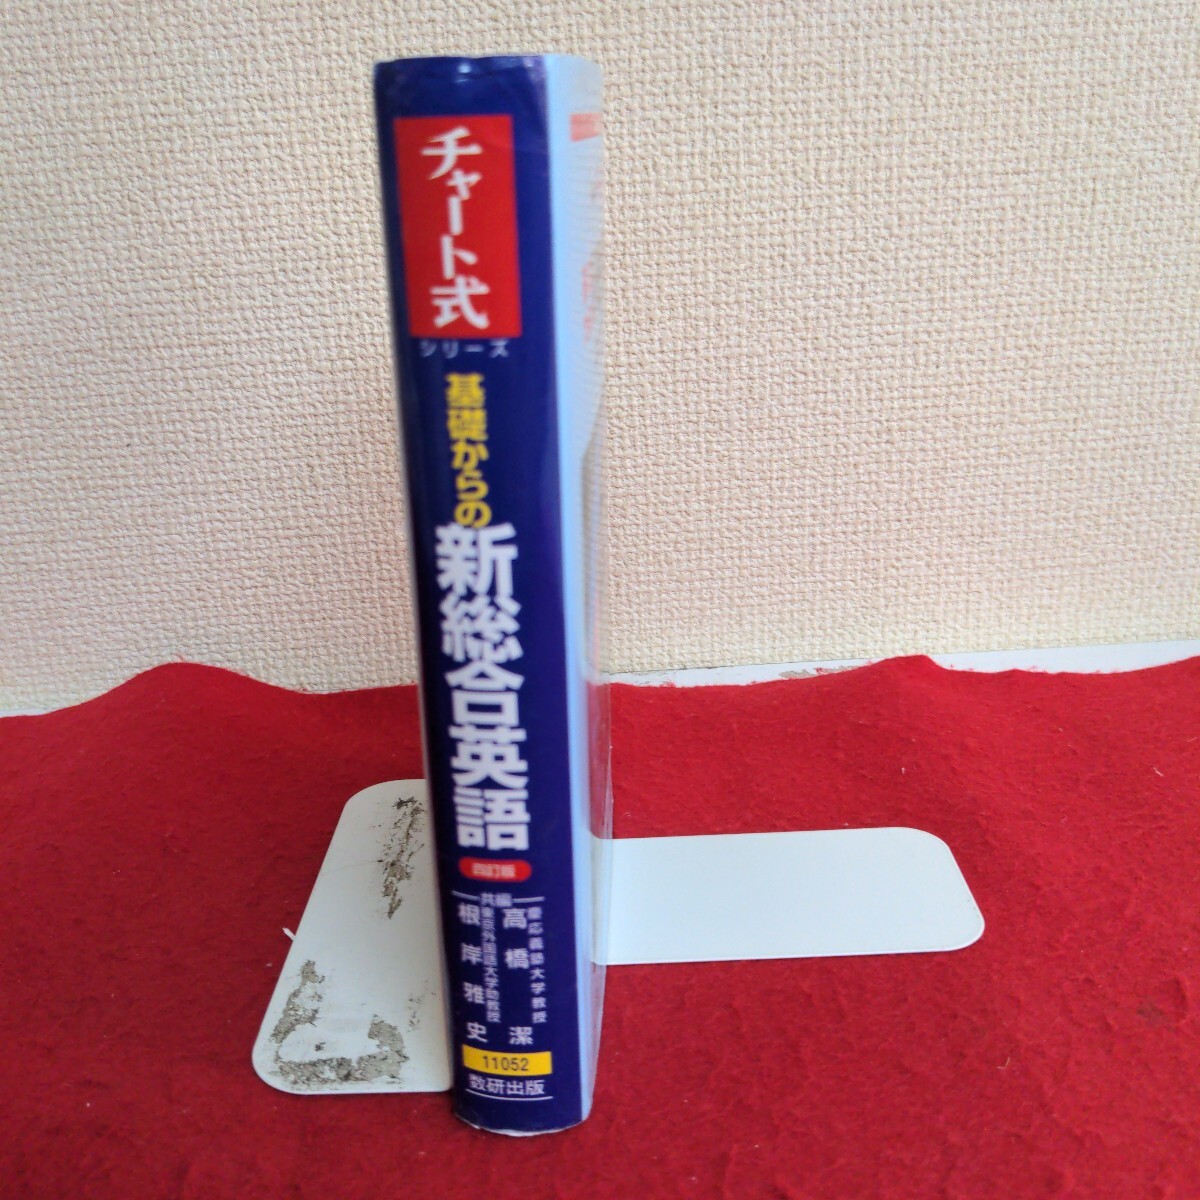 チャート式
シリーズ
基礎からの
新総合英語
四訂版
共編
慶応義塾大学教授
高橋潔
東京外国語大学助教授
根岸雅史
11052
数研出版